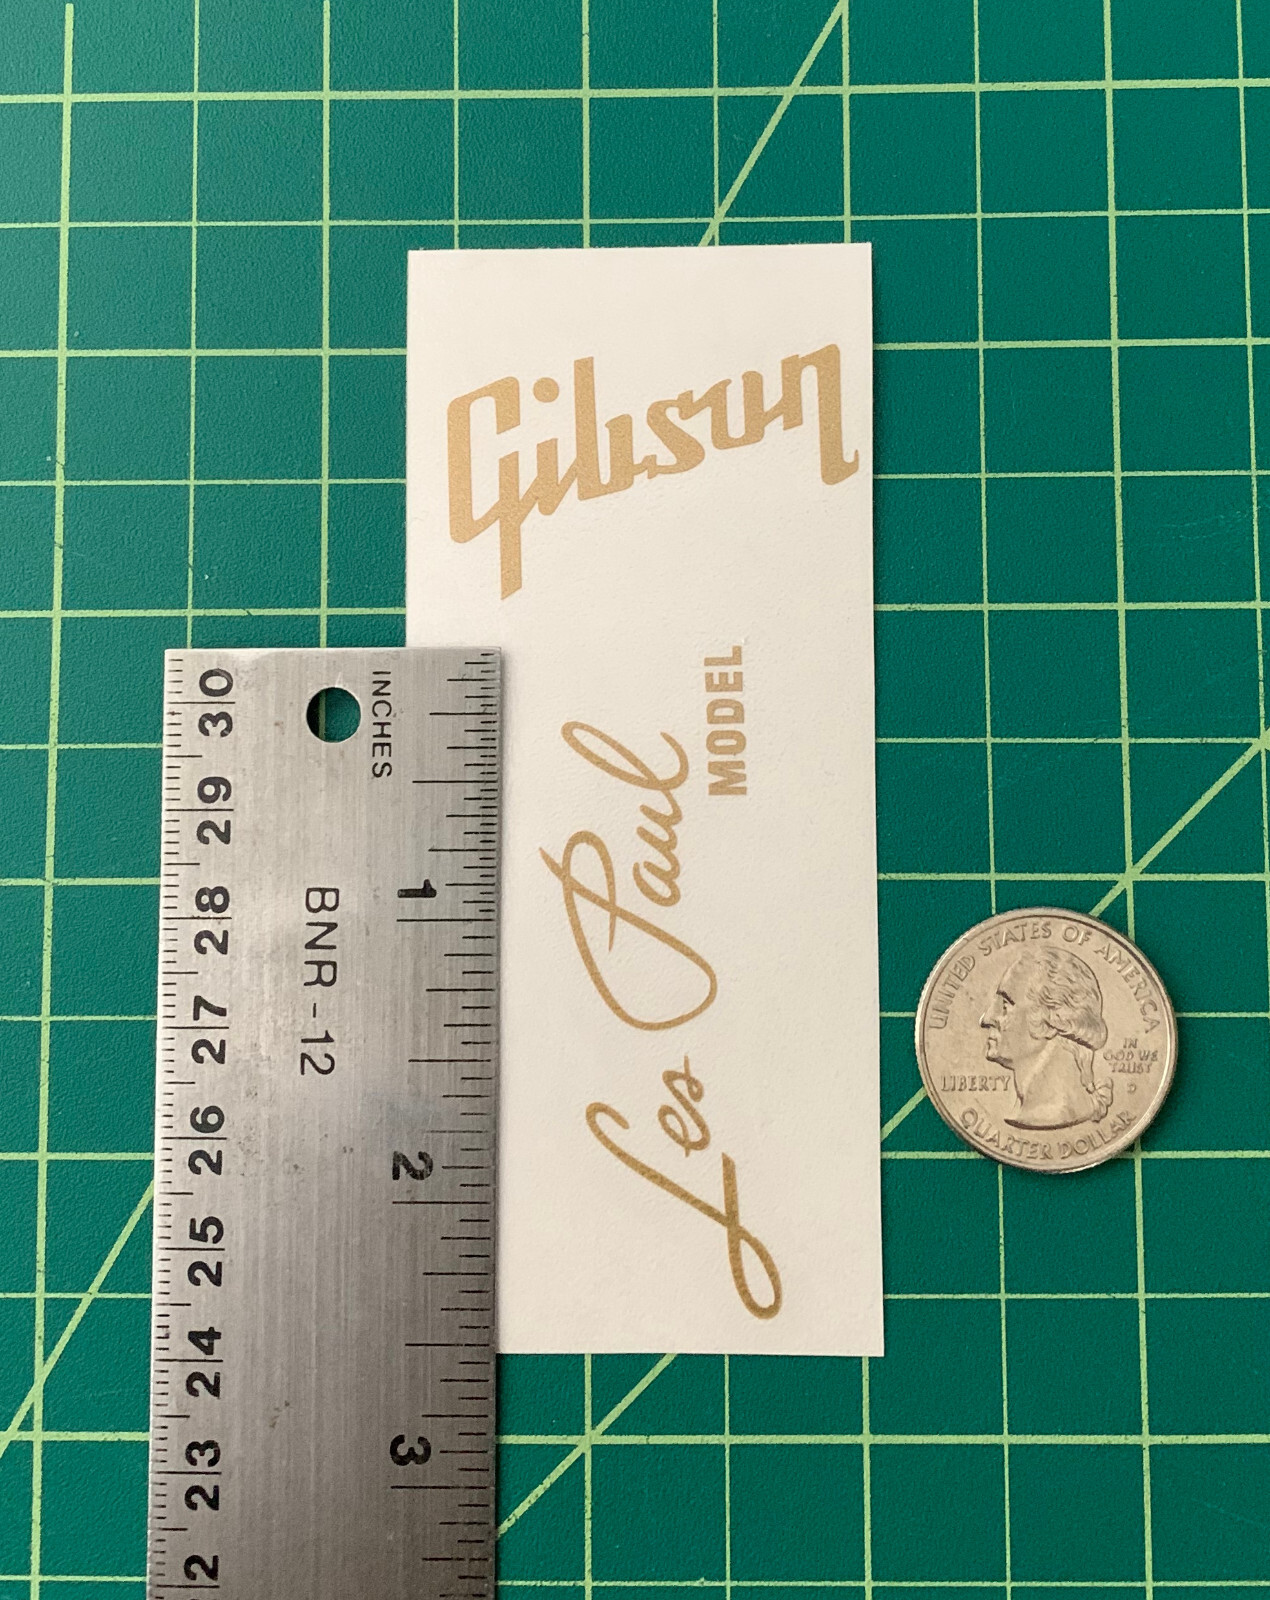 Gibson
Les Paul
MODEL
INCHES
BNR-12
1
2
3
30
29
28
27
26
25
24
23
UNITED STATES OF AMERICA
LIBERTY
IN
GOD WE
TRUST
D
QUARTER DOLLAR